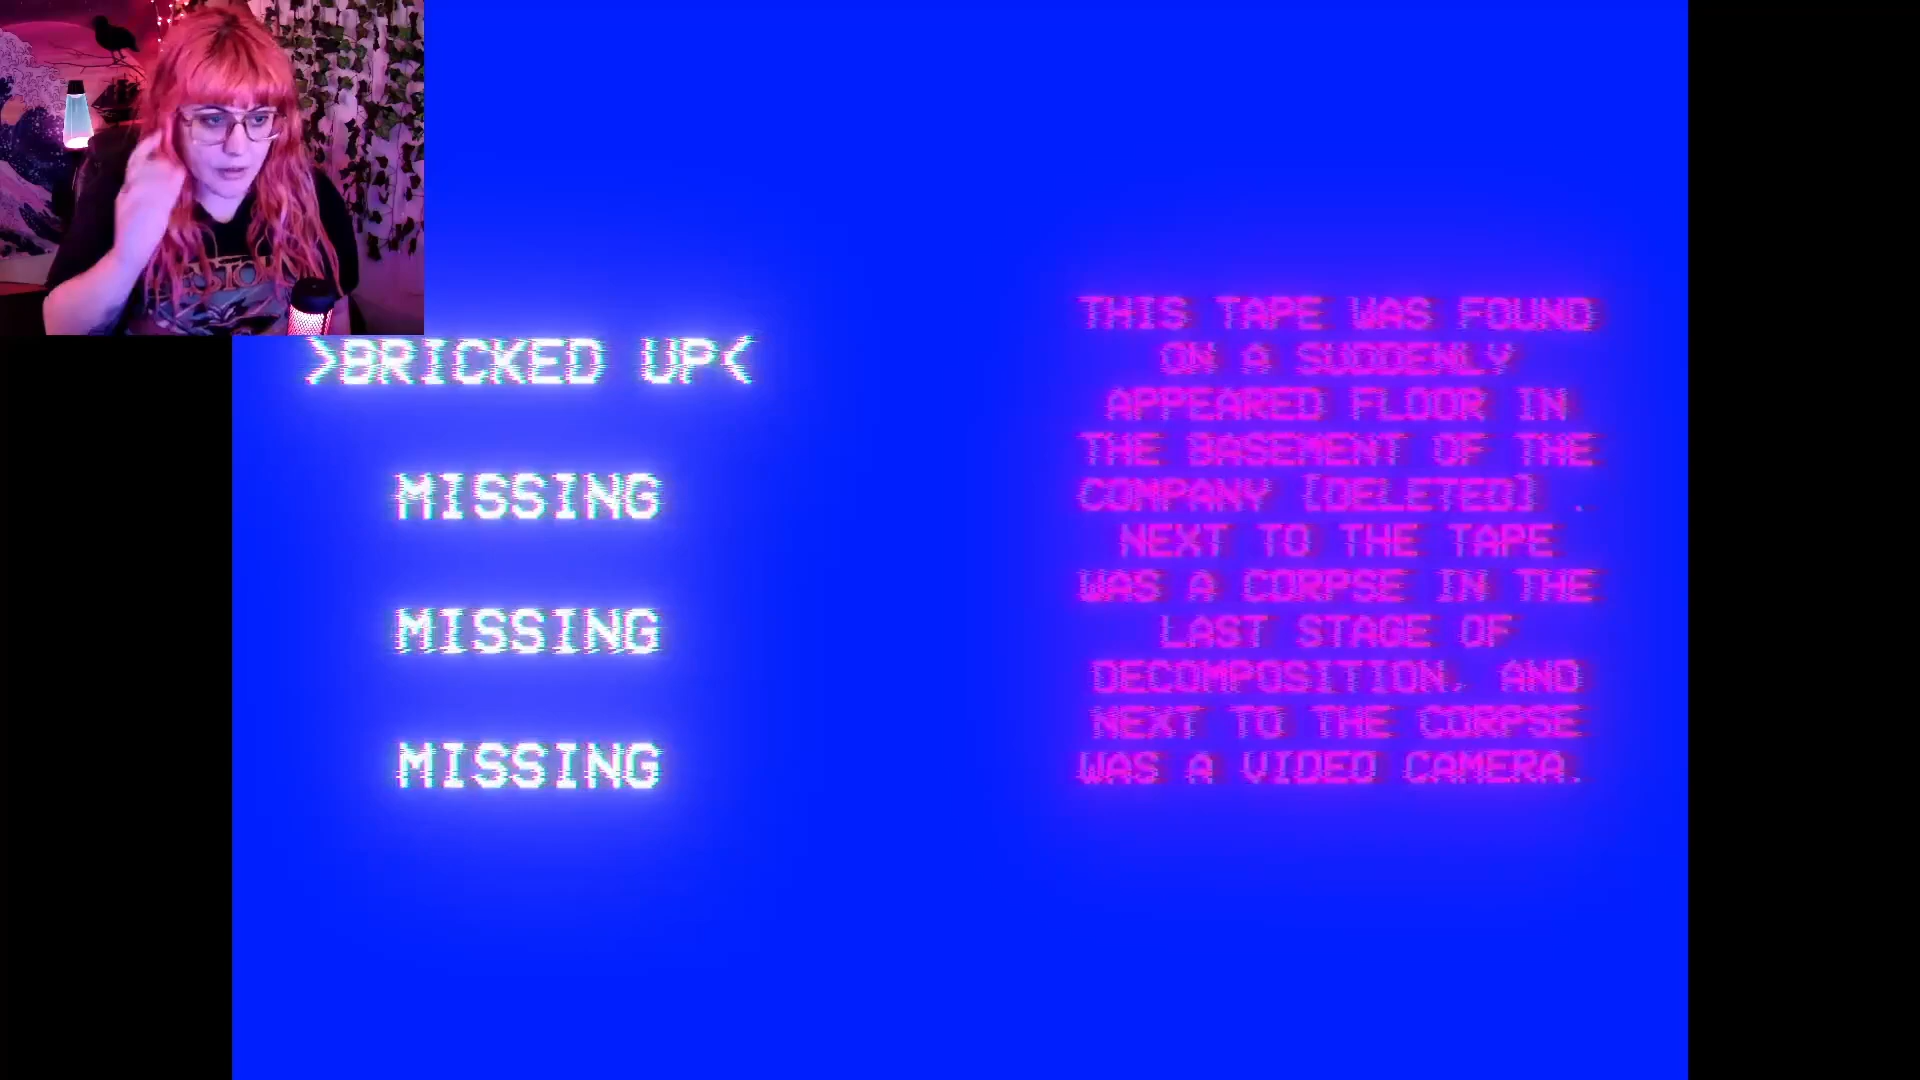 >BRICKED UP<
MISSING
MISSING
MISSING
THIS TAPE WAS FOUND
ON A SUDDENLY
APPEARED FLOOR IN
THE BASEMENT OF THE
COMPANY [DELETED] .
NEXT TO THE TAPE
WAS A CORPSE IN THE
LAST STAGE OF
DECOMPOSITION, AND
NEXT TO THE CORPSE
WAS A VIDEO CAMERA.